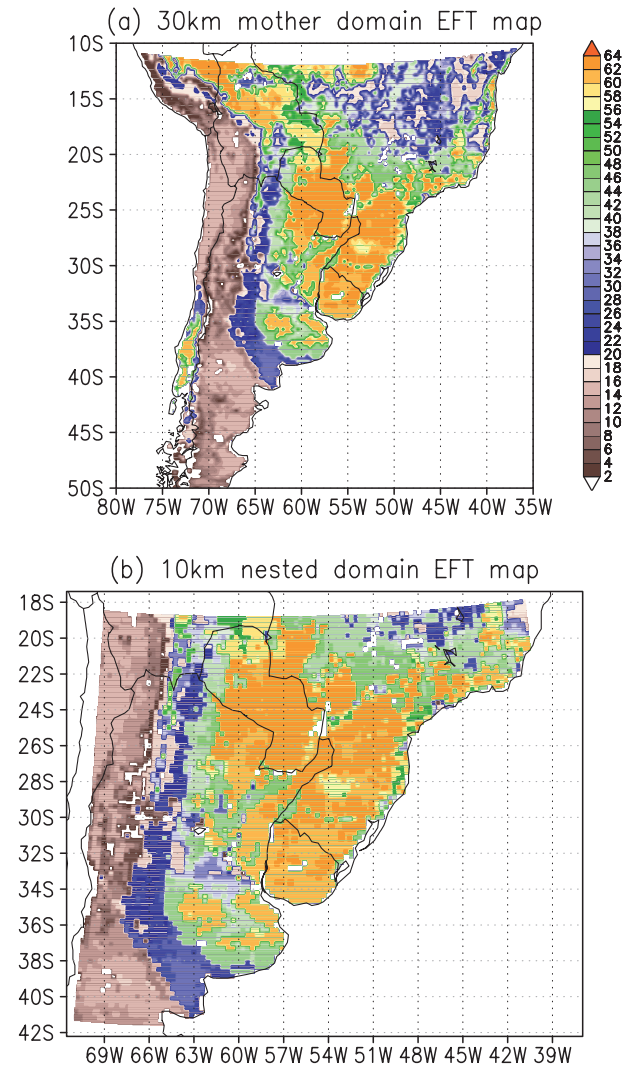 (a) 30km mother domain EFT map
10S
15S
20S
25S
30S
35S
40S
45S
50S
80W 75W 70W 65W 60W 55W 50W 45W 40W 35W
64
62
60
58
56
54
52
50
48
46
44
42
40
38
36
34
32
30
28
26
24
22
20
18
16
14
12
10
8
6
4
2
(b) 10km nested domain EFT map
18S
20S
22S
24S
26S
28S
30S
32S
34S
36S
38S
40S
42S
69W 66W 63W 60W 57W 54W 51W 48W 45W 42W 39W